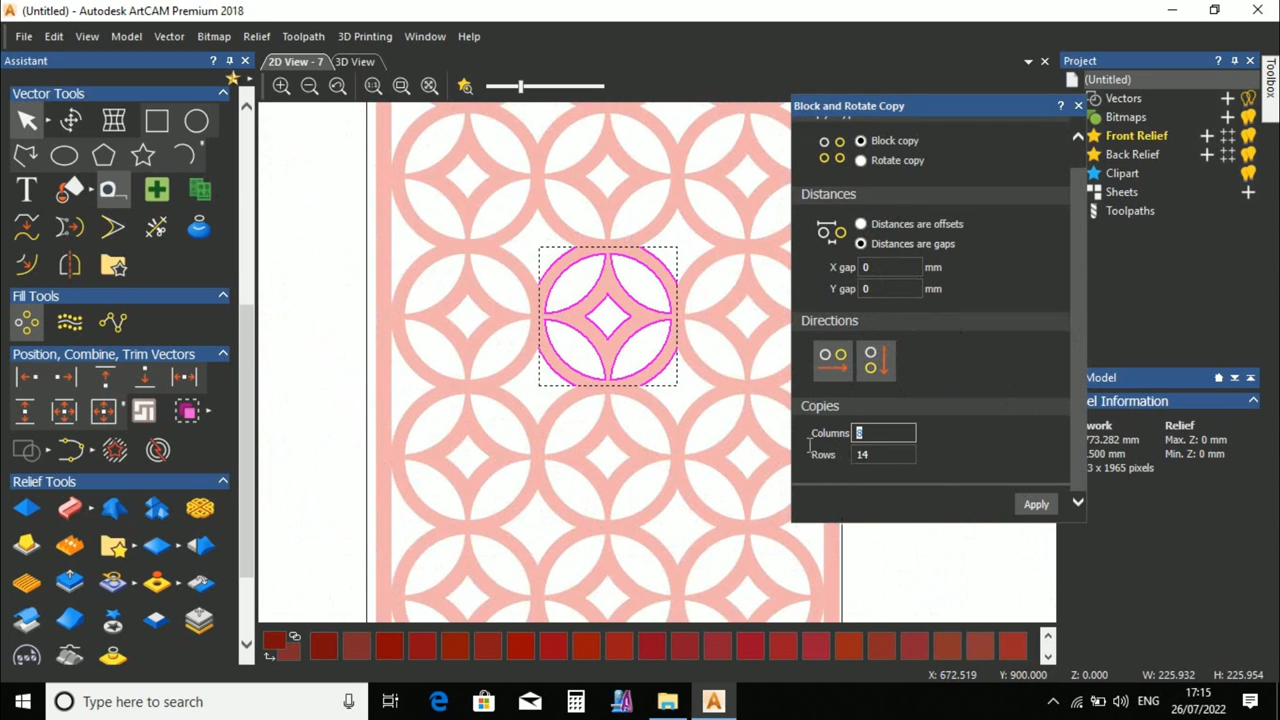 (Untitled) - Autodesk ArtCAM Premium 2018
File Edit View Model Vector Bitmap Relief Toolpath 3D Printing Window Help
Assistant
?
2D View - 7
3D View
Project
?
Toolbox
Vector Tools
(Untitled)
Vectors
Bitmaps
Front Relief
Back Relief
Clipart
Sheets
Toolpaths
Block and Rotate Copy
?
Block copy
Rotate copy
Distances
Distances are offsets
Distances are gaps
X gap 0 mm
Y gap 0 mm
Directions
Copies
Columns
Rows 14
Apply
Fill Tools
Position, Combine, Trim Vectors
Relief Tools
Model
el Information
work
73.282 mm
500 mm
3 x 1965 pixels
Relief
Max. Z: 0 mm
Min. Z: 0 mm
X: 672.519 Y: 900.000 Z: 0.000 W: 225.932 H: 225.954
Type here to search
ENG
17:15
26/07/2022